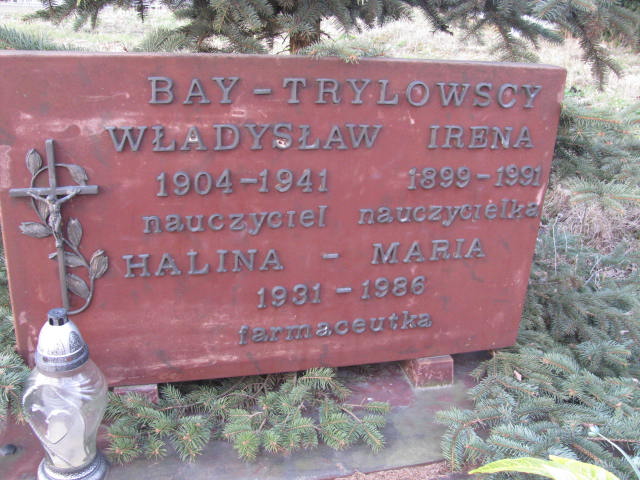 BAY-TRYLOWSCY
WŁADYSŁAW IRENA
1904-1941 1899-1991
nauczyciel nauczycielka
HALINA - MARIA
1931-1986
farmaceutka